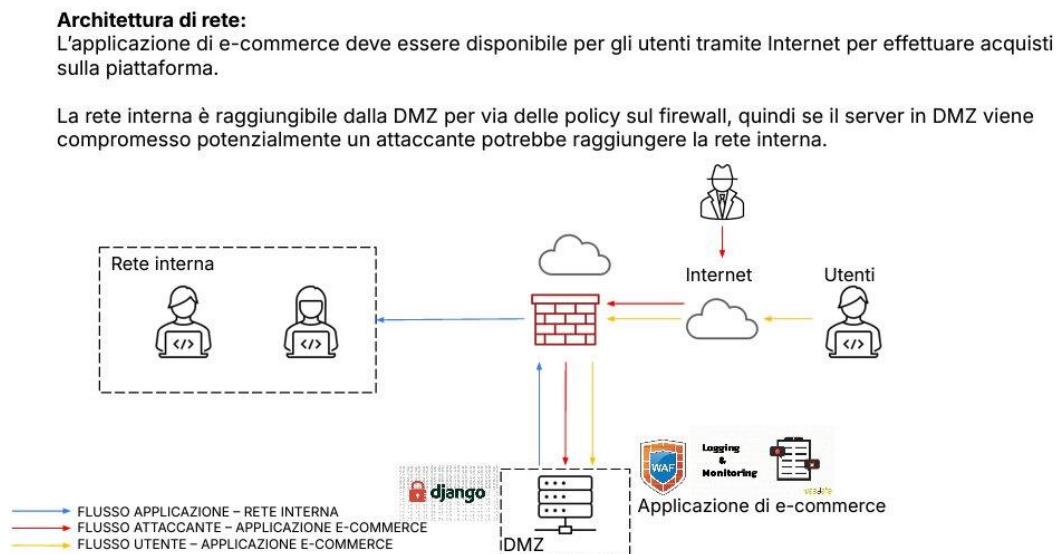 Architettura di rete:
L'applicazione di e-commerce deve essere disponibile per gli utenti tramite Internet per effettuare acquisti
sulla piattaforma.
La rete interna è raggiungibile dalla DMZ per via delle policy sul firewall, quindi se il server in DMZ viene
compromesso potenzialmente un attaccante potrebbe raggiungere la rete interna.
Rete interna
Internet
Utenti
WAF
Logging
&
Monitoring
django
Applicazione di e-commerce
DMZ
FLUSSO APPLICAZIONE – RETE INTERNA
FLUSSO ATTACCANTE – APPLICAZIONE E-COMMERCE
FLUSSO UTENTE – APPLICAZIONE E-COMMERCE